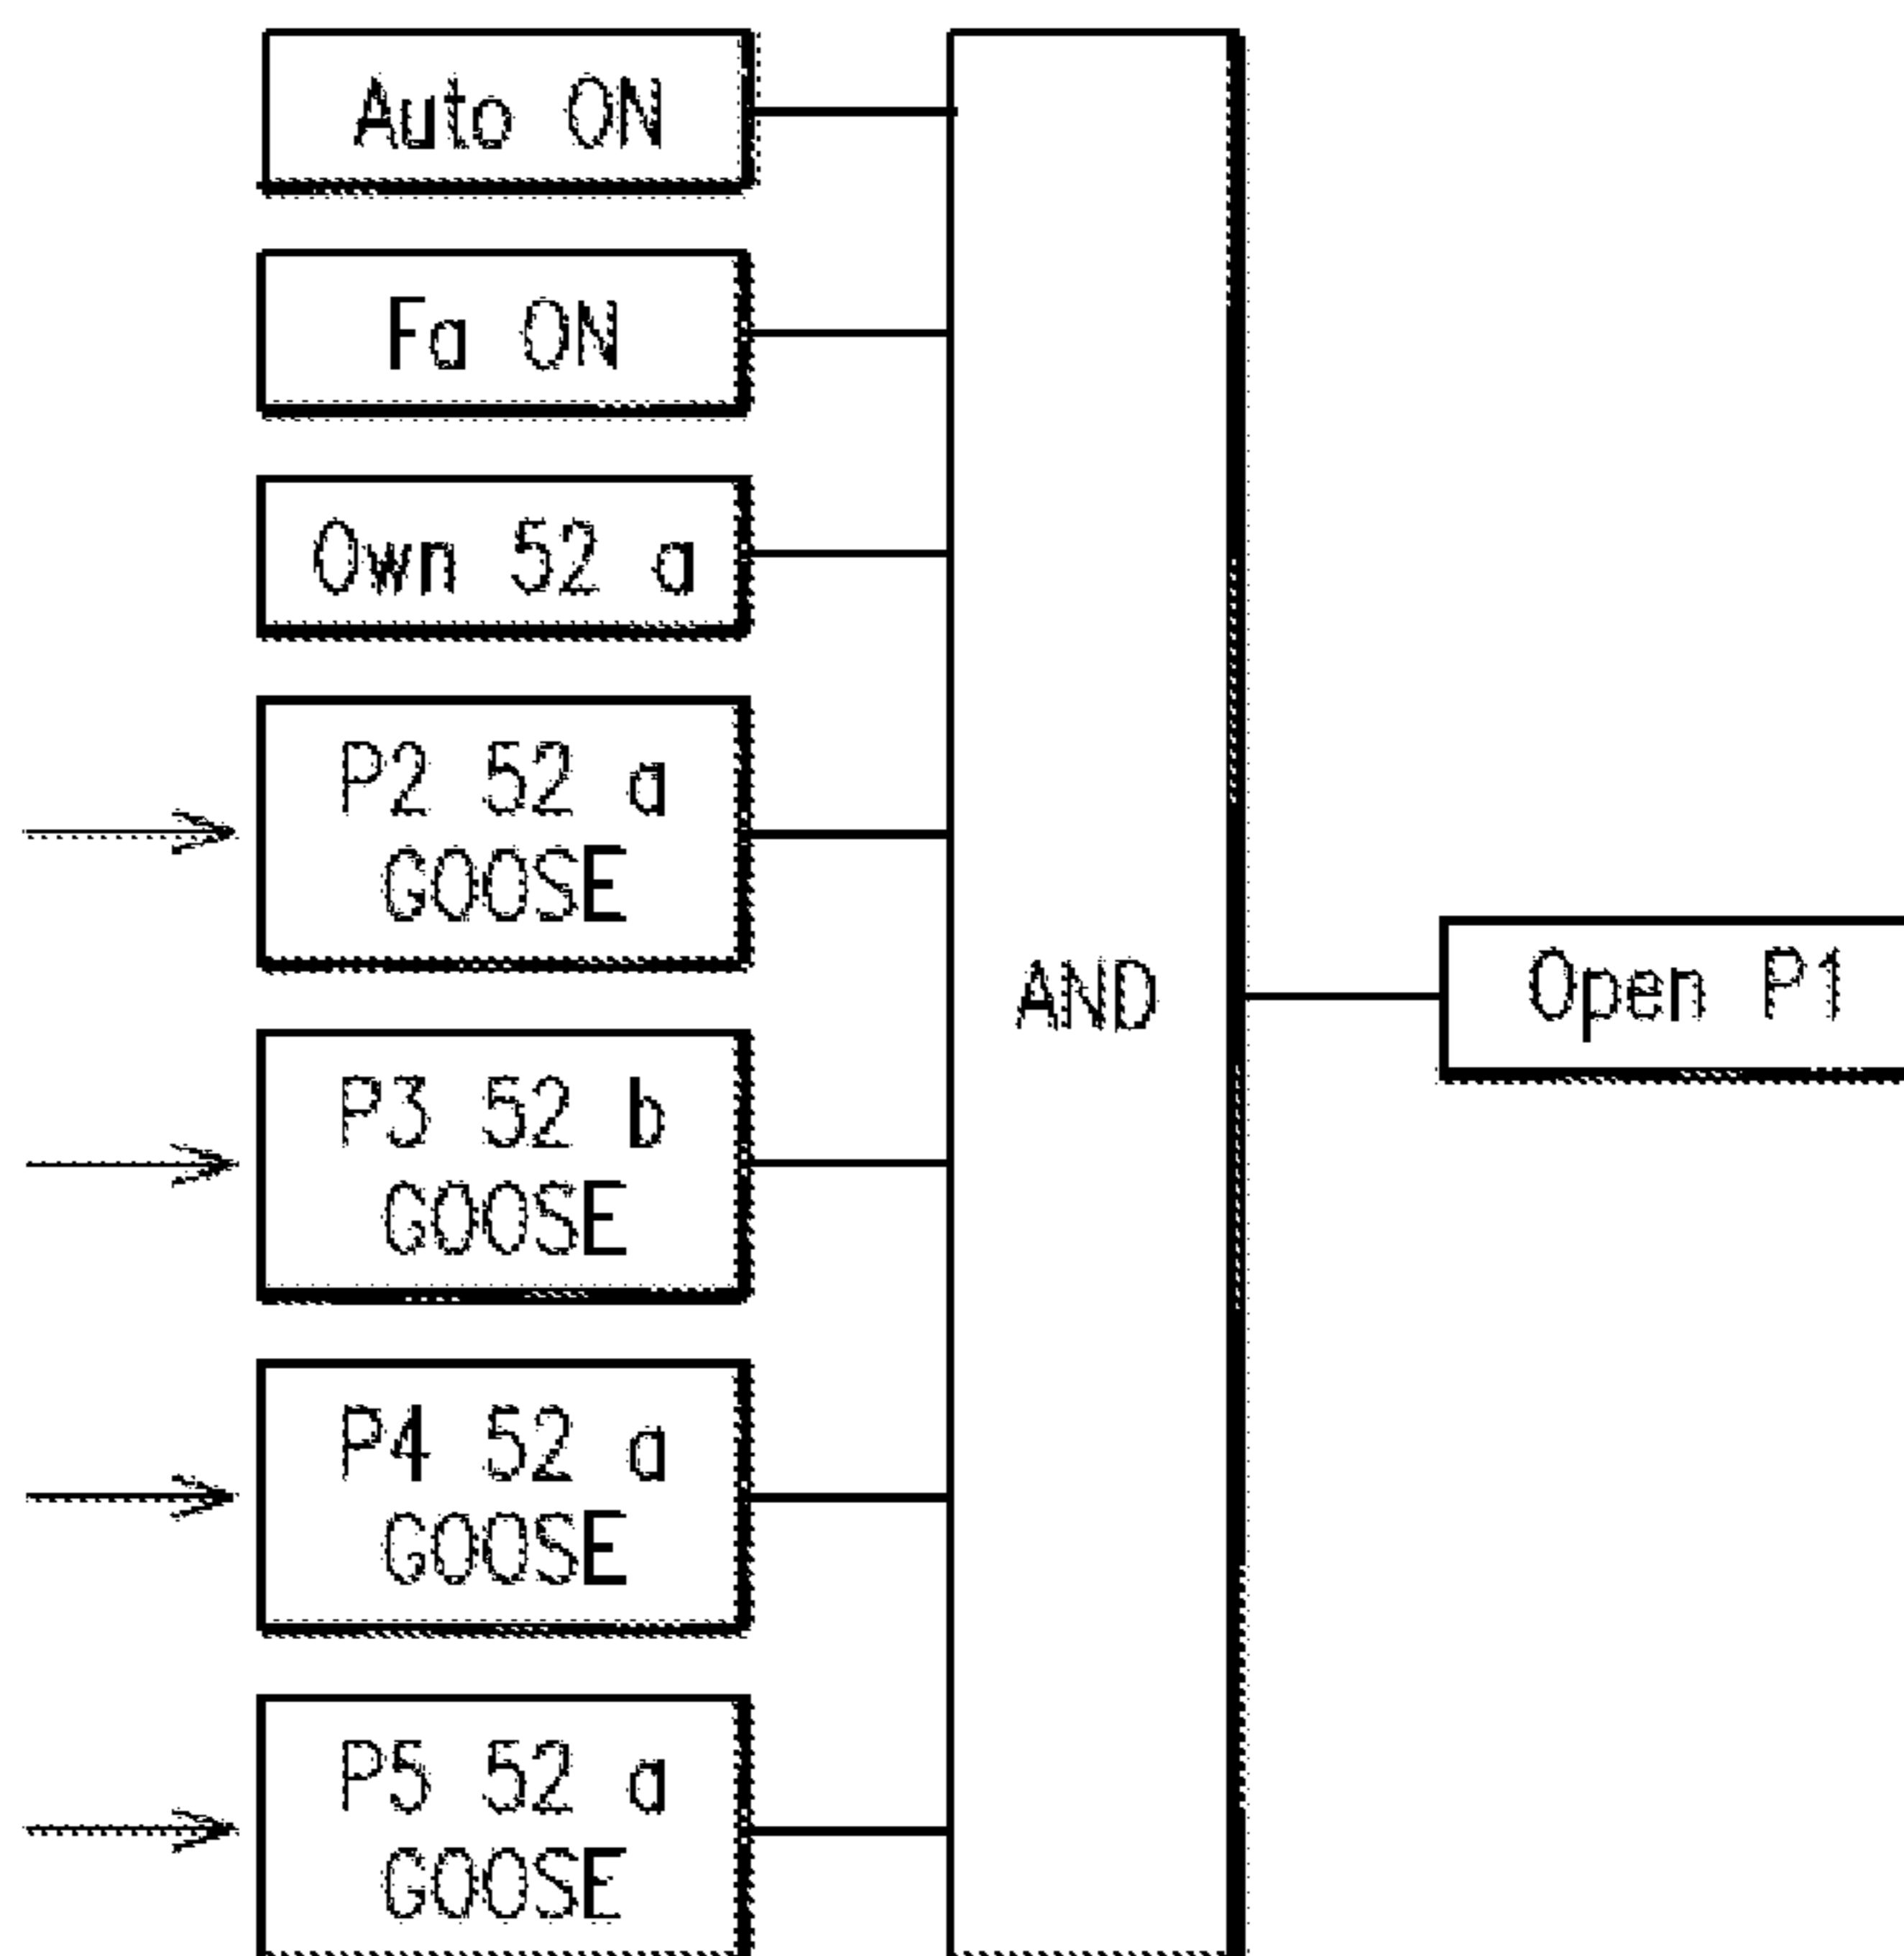 Auto ON
Fa ON
Own 52 a
P2 52 a
GOOSE
P3 52 b
GOOSE
P4 52 a
GOOSE
P5 52 a
GOOSE
AND
Open P1